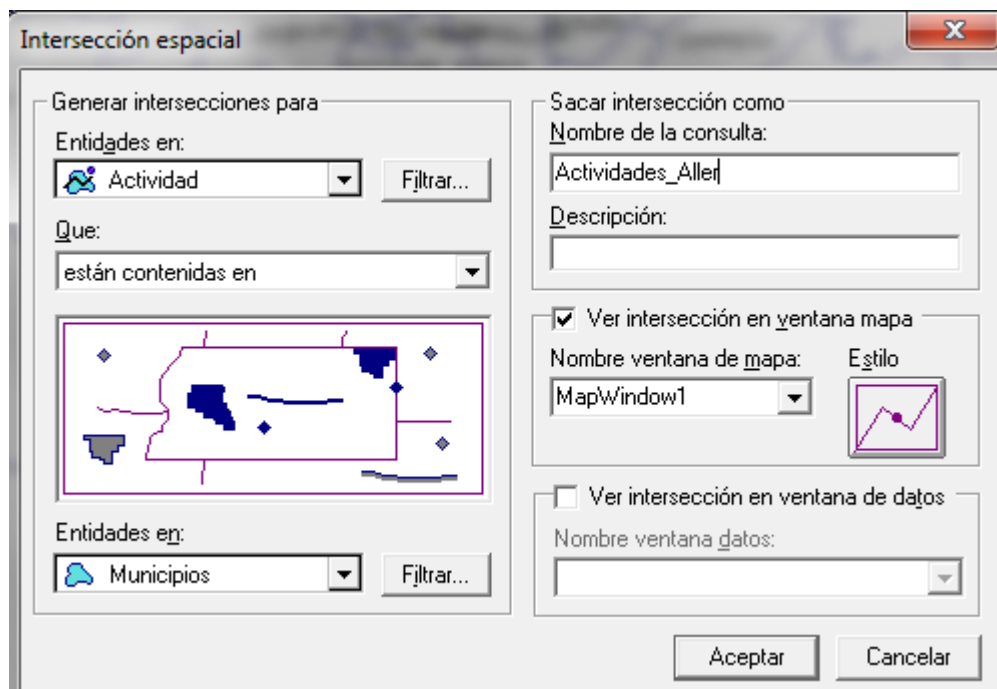 Intersección espacial
Generar intersecciones para
Entidades en:
Actividad
Filtrar...
Que:
están contenidas en
Entidades en:
Municipios
Filtrar...
Sacar intersección como
Nombre de la consulta:
Actividades_Aller
Descripción:
Ver intersección en ventana mapa
Nombre ventana de mapa:
Estilo
MapWindow1
Ver intersección en ventana de datos
Nombre ventana datos:
Aceptar
Cancelar